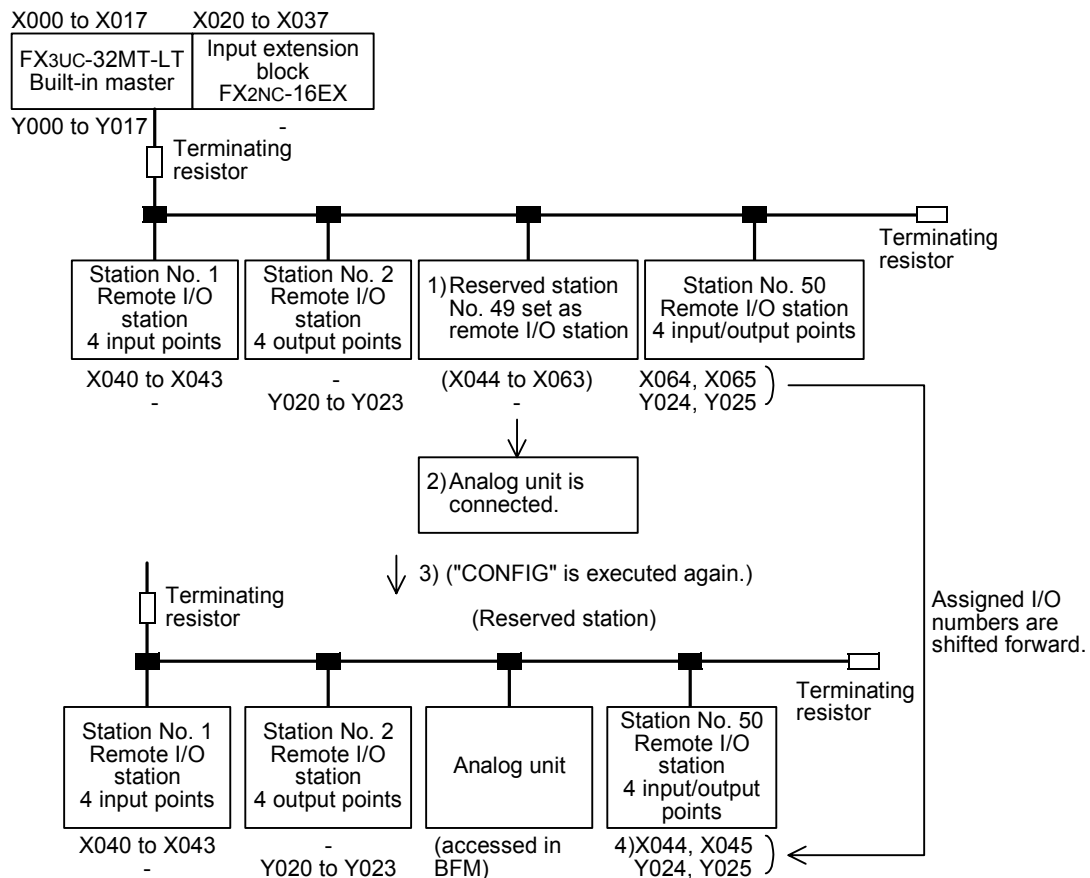 X000 to X017
X020 to X037
FX3UC-32MT-LT
Built-in master
Input extension
block
FX2NC-16EX
Y000 to Y017
-
Terminating
resistor
Terminating
resistor
Station No. 1
Remote I/O
station
4 input points
Station No. 2
Remote I/O
station
4 output points
1) Reserved station
No. 49 set as
remote I/O station
Station No. 50
Remote I/O station
4 input/output points
X040 to X043
-
-
Y020 to Y023
(X044 to X063)
-
X064, X065
Y024, Y025
2) Analog unit is
connected.
3) ("CONFIG" is executed again.)
Assigned I/O
numbers are
shifted forward.
Terminating
resistor
(Reserved station)
Terminating
resistor
Station No. 1
Remote I/O
station
4 input points
Station No. 2
Remote I/O
station
4 output points
Analog unit
Station No. 50
Remote I/O
station
4 input/output
points
X040 to X043
-
-
Y020 to Y023
(accessed in
BFM)
4)X044, X045
Y024, Y025